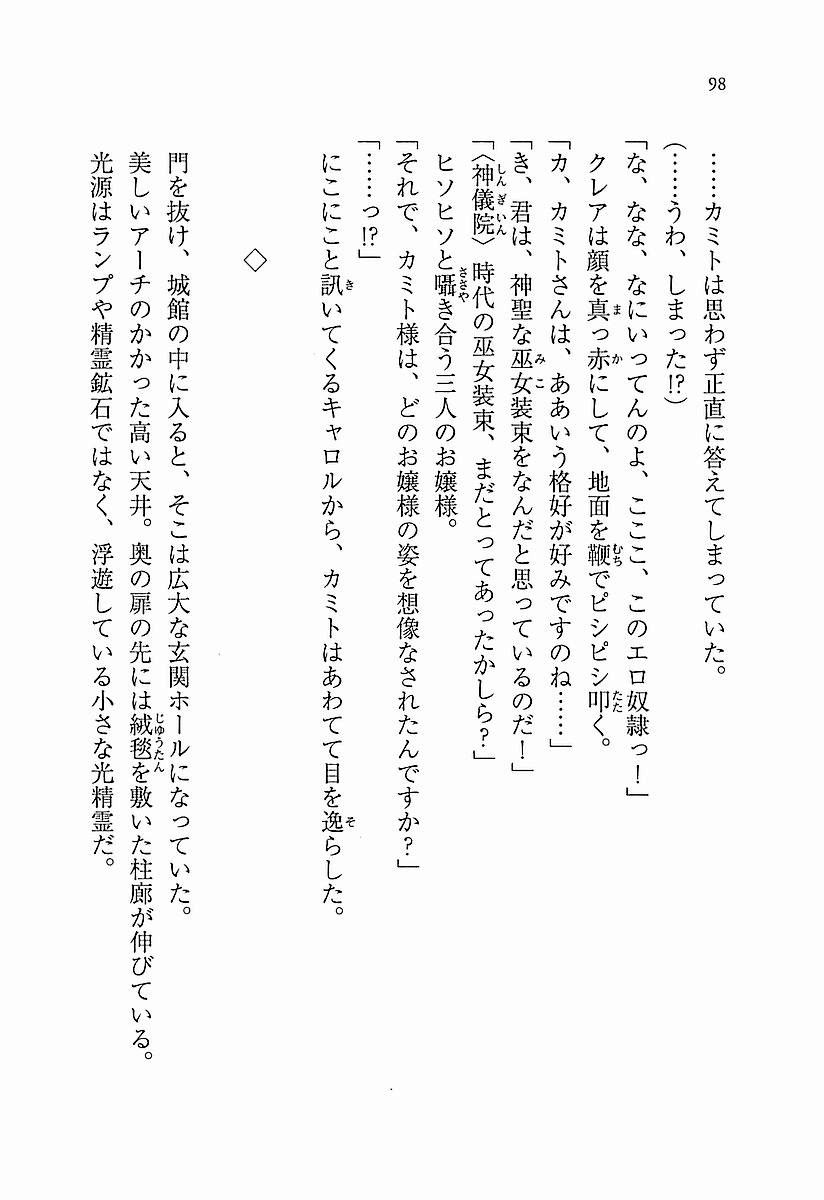 98
……カミトは思わず正直に答えてしまっていた。
(……うわ、しまった!?)
「な、なな、なにいってんのよ、こここ、このエロ奴隷っ！」
クレアは顔を真っ赤にして、地面を鞭でピシピシ叩く。
「カ、カミトさんは、ああいう格好が好みですのね……」
「き、君は、神聖な巫女装束をなんだと思っているのだ！」
「〈神儀院〉時代の巫女装束、まだとってあったかしら？」
ヒソヒソと囁き合う三人のお嬢様。
「それで、カミト様は、どのお嬢様の姿を想像なされたんですか？」
「……っ!?」
にこにこと訊いてくるキャロルから、カミトはあわてて目を逸らした。
◇
門を抜け、城館の中に入ると、そこは広大な玄関ホールになっていた。
美しいアーチのかかった高い天井。奥の扉の先には絨毯を敷いた柱廊が伸びている。
光源はランプや精霊鉱石ではなく、浮遊している小さな光精霊だ。